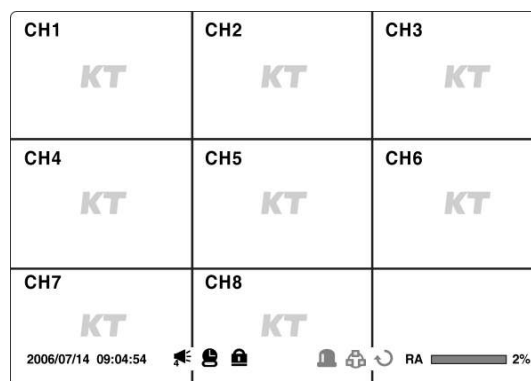 CH1 CH2 CH3
KT KT KT
CH4 CH5 CH6
KT KT KT
CH7 CH8
KT KT
2006/07/14 09:04:54 4 RA 2%